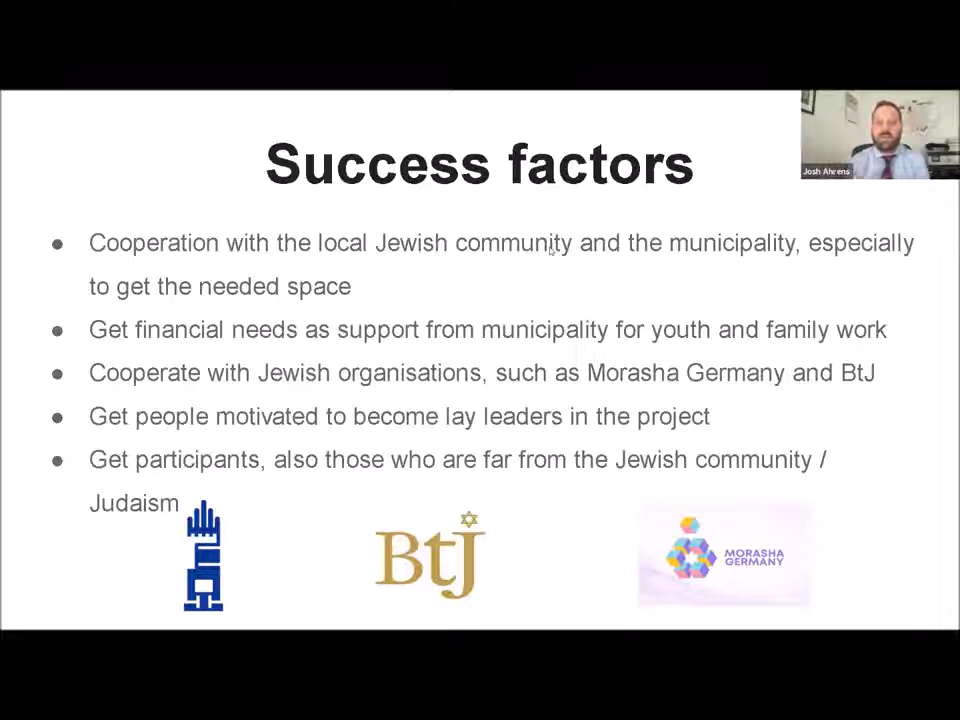 Success factors
Josh Ahrens
● Cooperation with the local Jewish community and the municipality, especially
to get the needed space
● Get financial needs as support from municipality for youth and family work
● Cooperate with Jewish organisations, such as Morasha Germany and BtJ
● Get people motivated to become lay leaders in the project
● Get participants, also those who are far from the Jewish community /
Judaism
BtJ
MORASHA
GERMANY